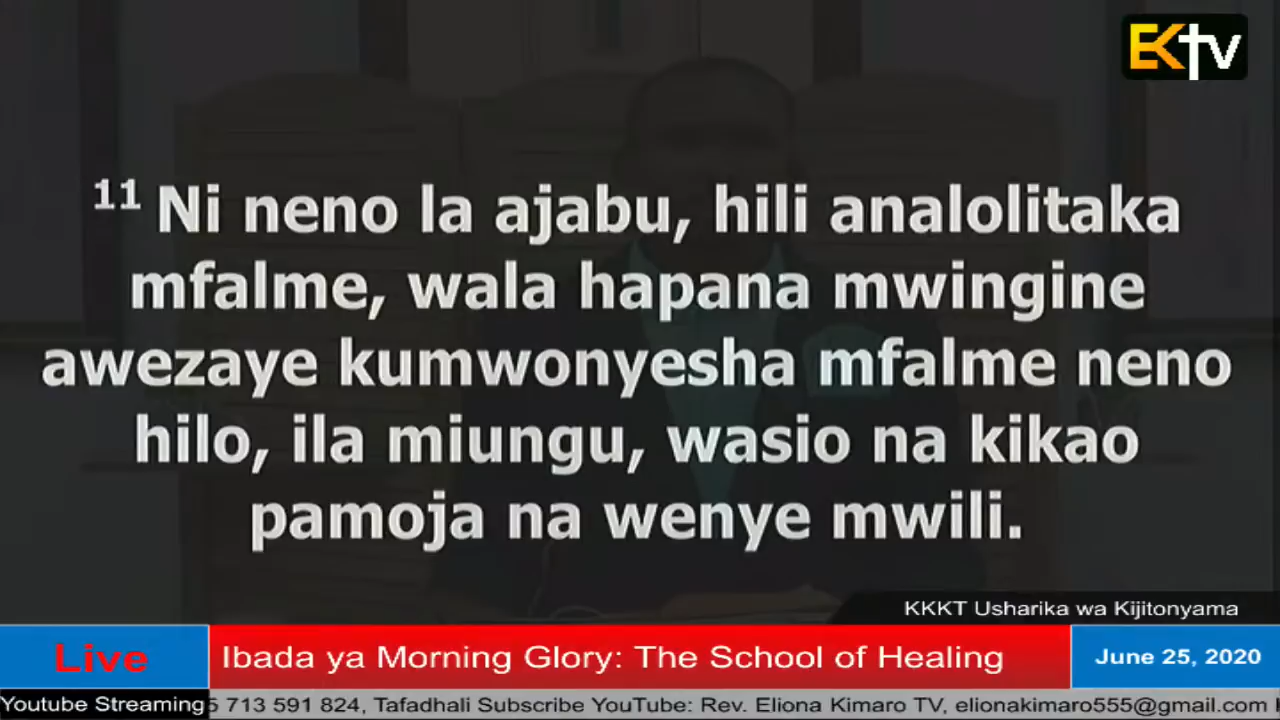 EKTV
11 Ni neno la ajabu, hili analolitaka
mfalme, wala hapana mwingine
awezaye kumwonyesha mfalme neno
hilo, ila miungu, wasio na kikao
pamoja na wenye mwili.
KKKT Usharika wa Kijitonyama
Live
Ibada ya Morning Glory: The School of Healing
June 25, 2020
Youtube Streaming
5 713 591 824, Tafadhali Subscribe YouTube: Rev. Eliona Kimaro TV, elionakimaro555@gmail.com